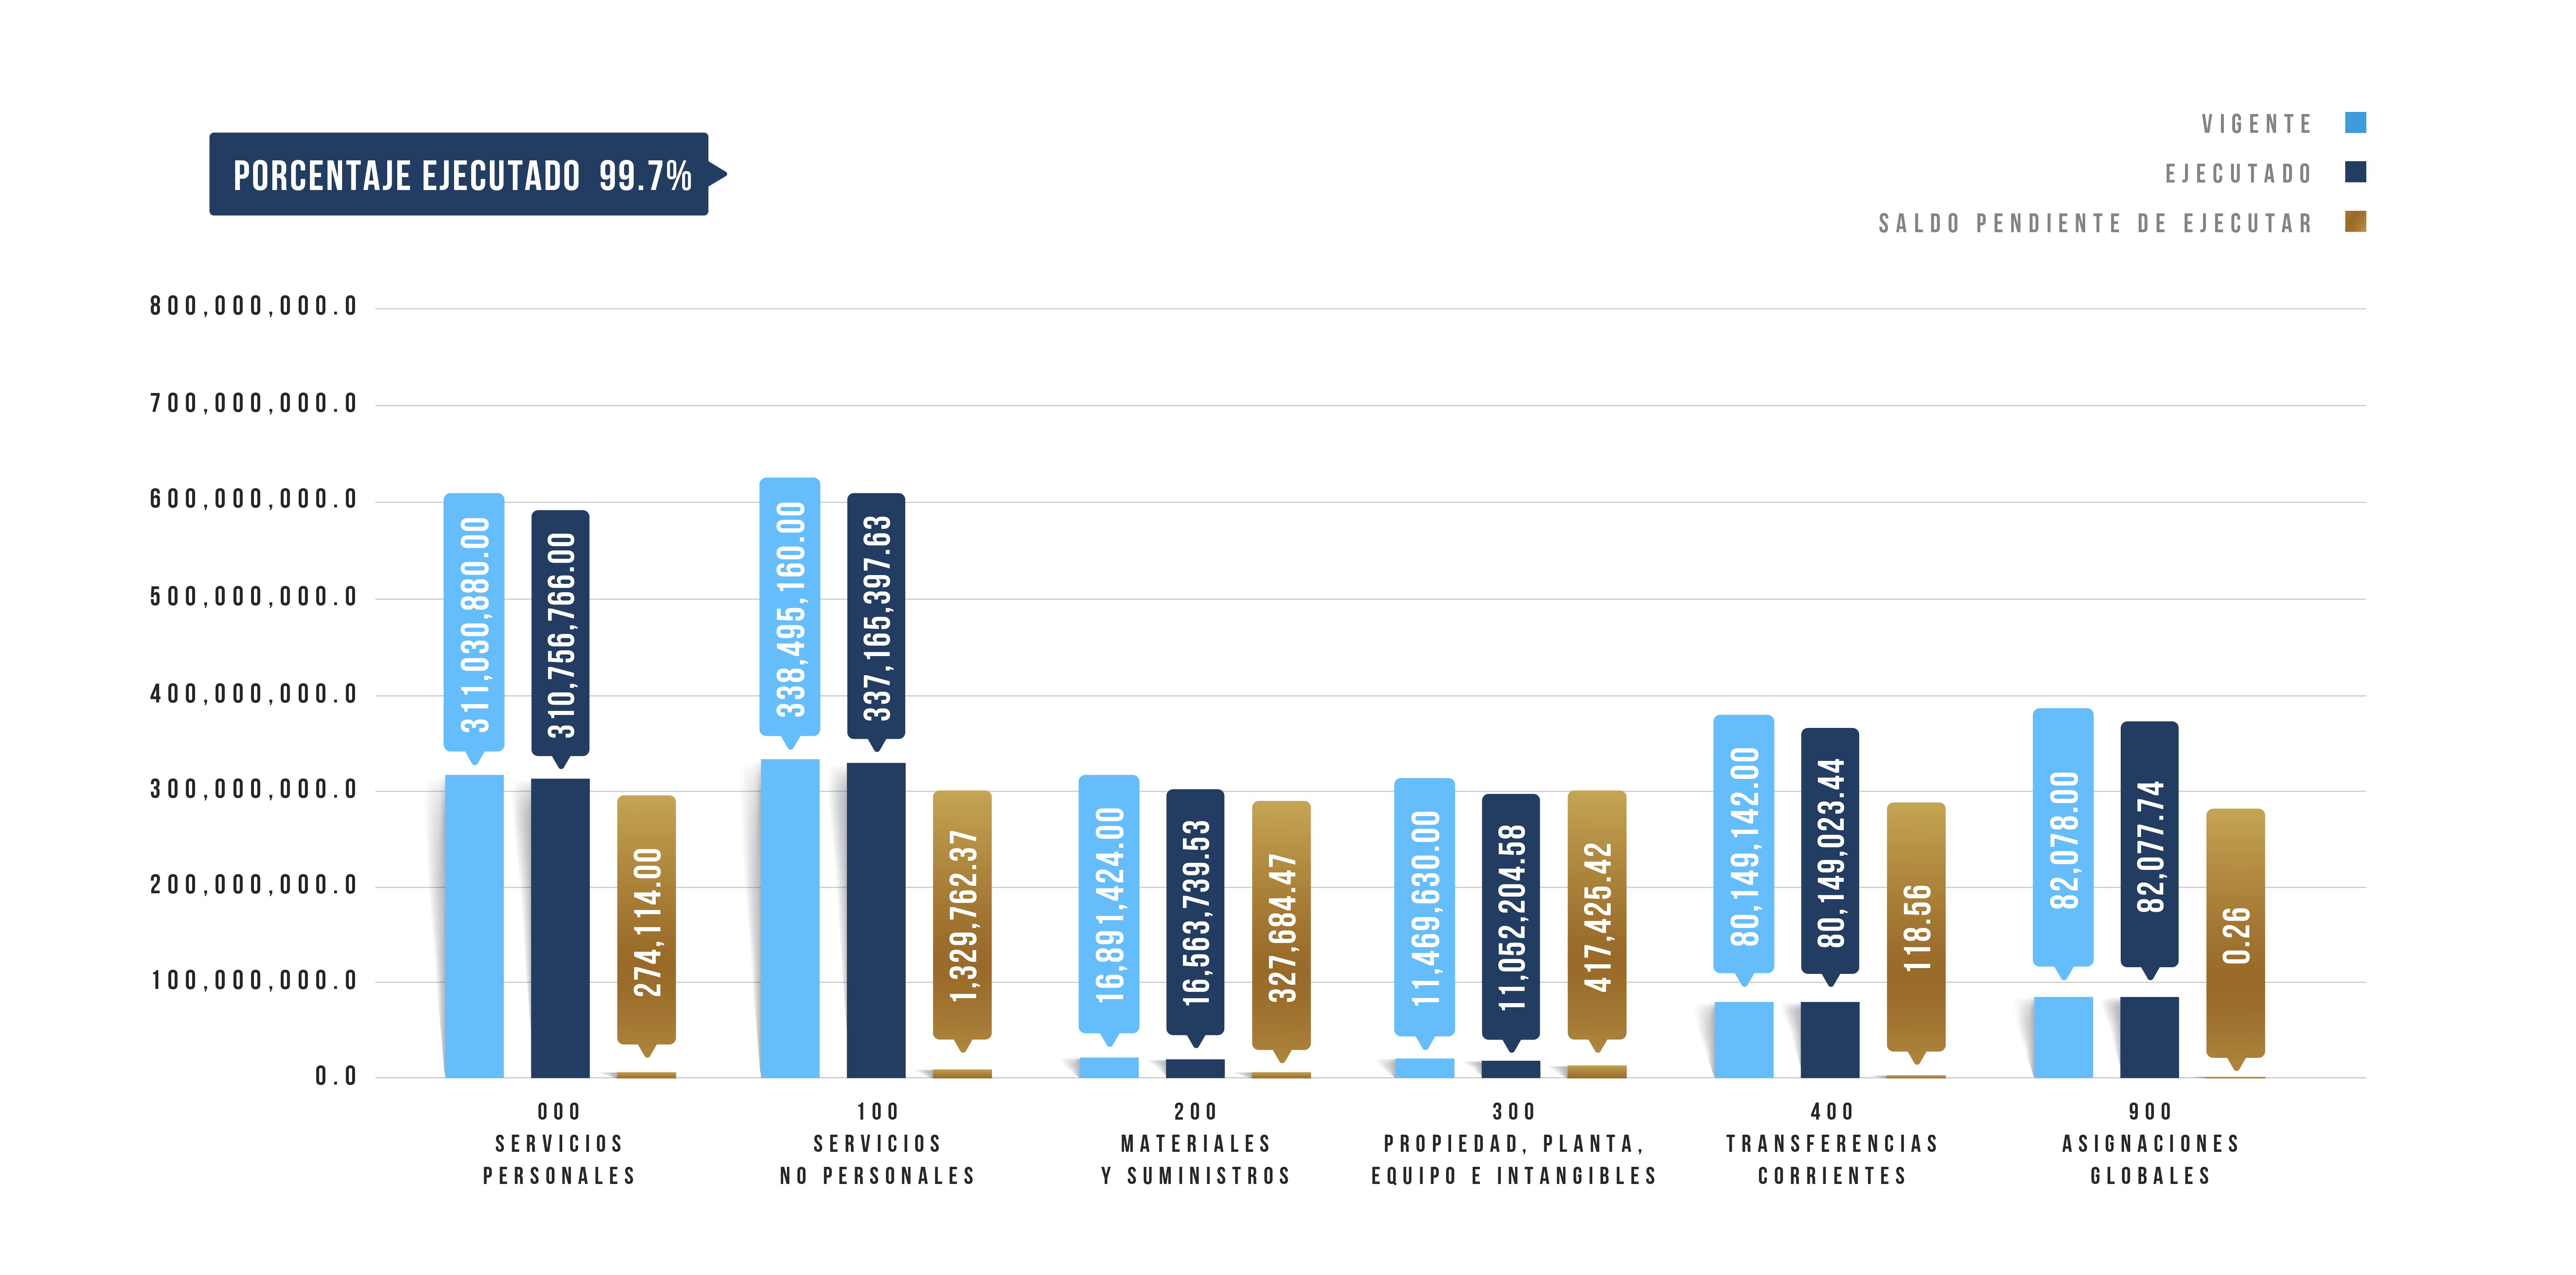 PORCENTAJE EJECUTADO 99.7%
VIGENTE
EJECUTADO
SALDO PENDIENTE DE EJECUTAR
800,000,000.0
700,000,000.0
600,000,000.0
500,000,000.0
400,000,000.0
300,000,000.0
200,000,000.0
100,000,000.0
0.0
311,030,880.00
310,756,766.00
274,114.00
338,495,160.00
337,165,397.63
1,329,762.37
16,891,424.00
16,563,739.53
327,684.47
11,469,630.00
11,052,204.58
417,425.42
80,149,142.00
80,149,023.44
118.56
82,078.00
82,077.74
0.26
000
SERVICIOS
PERSONALES
100
SERVICIOS
NO PERSONALES
200
MATERIALES
Y SUMINISTROS
300
PROPIEDAD, PLANTA,
EQUIPO E INTANGIBLES
400
TRANSFERENCIAS
CORRIENTES
900
ASIGNACIONES
GLOBALES